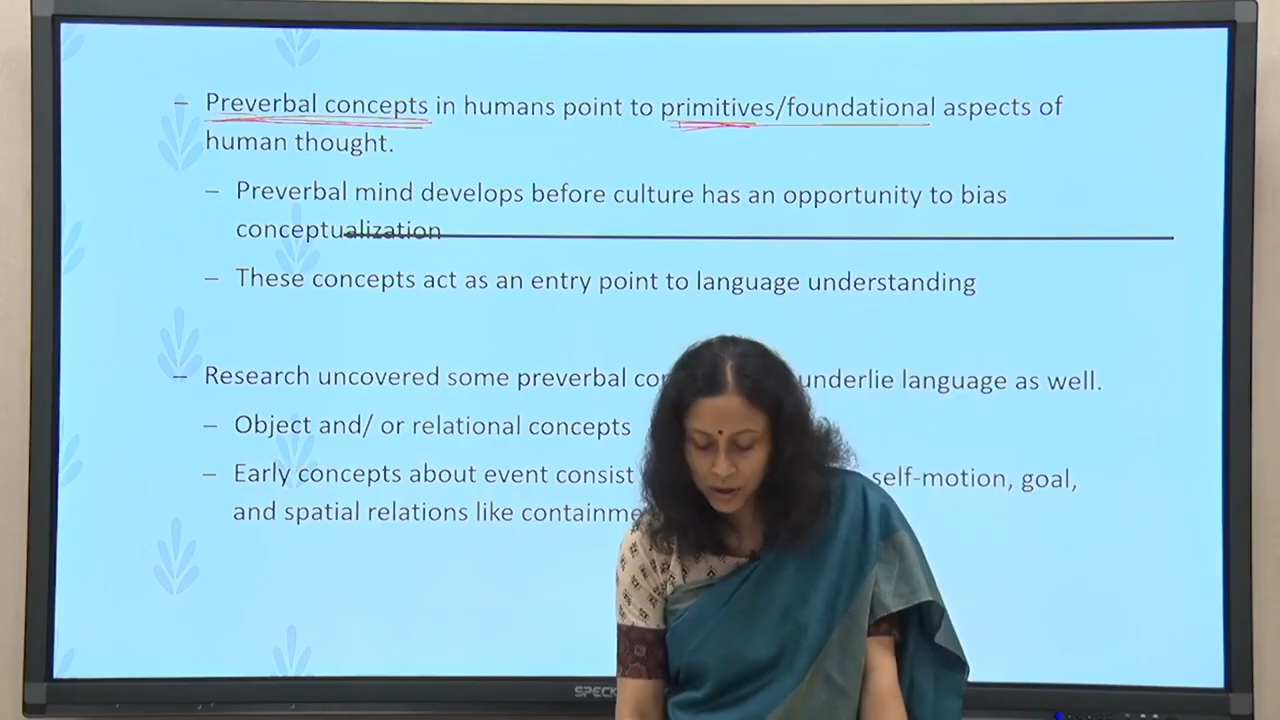 – Preverbal concepts in humans point to primitives/foundational aspects of
human thought.
– Preverbal mind develops before culture has an opportunity to bias
conceptualization
– These concepts act as an entry point to language understanding
– Research uncovered some preverbal underlie language as well.
– Object and/ or relational concepts
– Early concepts about event consist self-motion, goal,
and spatial relations like